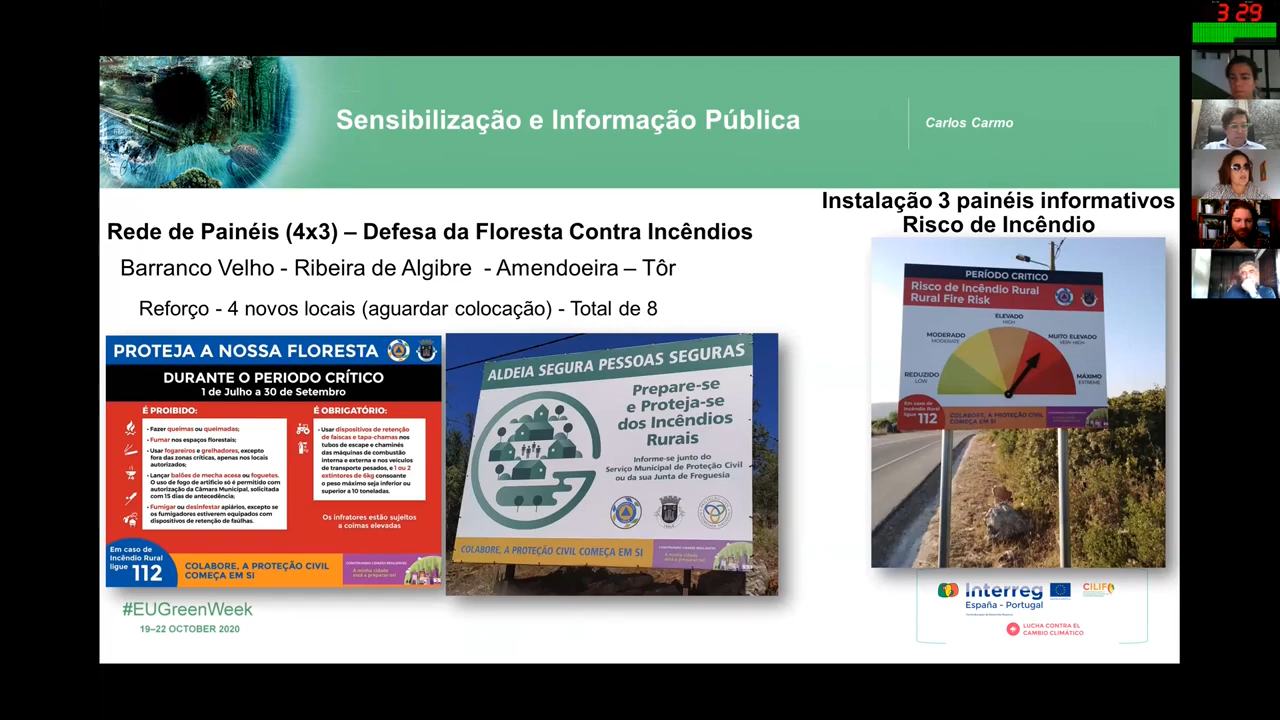 3 29
Sensibilização e Informação Pública
Carlos Carmo
Rede de Painéis (4x3) – Defesa da Floresta Contra Incêndios
Barranco Velho - Ribeira de Algibre - Amendoeira – Tôr
Reforço - 4 novos locais (aguardar colocação) - Total de 8
Instalação 3 painéis informativos
Risco de Incêndio
PROTEJA A NOSSA FLORESTA
DURANTE O PERIODO CRÍTICO
1 de Julho a 30 de Setembro
É PROIBIDO:
• Fazer queimas ou queimadas;
• Fumar nos espaços florestais;
• Usar fogareiros e grelhadores, excepto
fora das zonas críticas, apenas nos locais
autorizados;
• Lançar balões de mecha acesa ou foguetes.
O uso de fogo de artifício só é permitido com
autorização da Câmara Municipal, solicitada
com 15 dias de antecedência;
• Fumigar ou desinfestar apiários, excepto se
os fumigadores estiverem equipados com
dispositivos de retenção de faúlhas.
É OBRIGATÓRIO:
• Usar dispositivos de retenção
de faíscas e tapa-chamas nos
tubos de escape e chaminés
das máquinas de combustão
interna e externa e nos veículos
de transporte pesados, e 1 ou 2
extintores de 6kg consoante
o peso máximo seja inferior ou
superior a 10 toneladas.
Os infratores estão sujeitos
a coimas elevadas
Em caso de
Incêndio Rural
ligue 112
COLABORE, A PROTEÇÃO CIVIL
COMEÇA EM SI
ALDEIA SEGURA PESSOAS SEGURAS
Prepare-se
e Proteja-se
dos Incêndios
Rurais
Informe-se junto do
Serviço Municipal de Proteção Civil
ou da sua Junta de Freguesia
COLABORE, A PROTEÇÃO CIVIL COMEÇA EM SI
PERÍODO CRITICO
Risco de Incêndio Rural
Rural Fire Risk
ELEVADO
HIGH
MODERADO
MODERATE
MUITO ELEVADO
VERY HIGH
REDUZIDO
LOW
MÁXIMO
EXTREME
Em caso de
Incêndio Rural
ligue
112
COLABORE, A PROTEÇÃO CIVIL
COMEÇA EM SI
#EUGreenWeek
19–22 OCTOBER 2020
Interreg
España - Portugal
CILIFO
LUCHA CONTRA EL
CAMBIO CLIMÁTICO